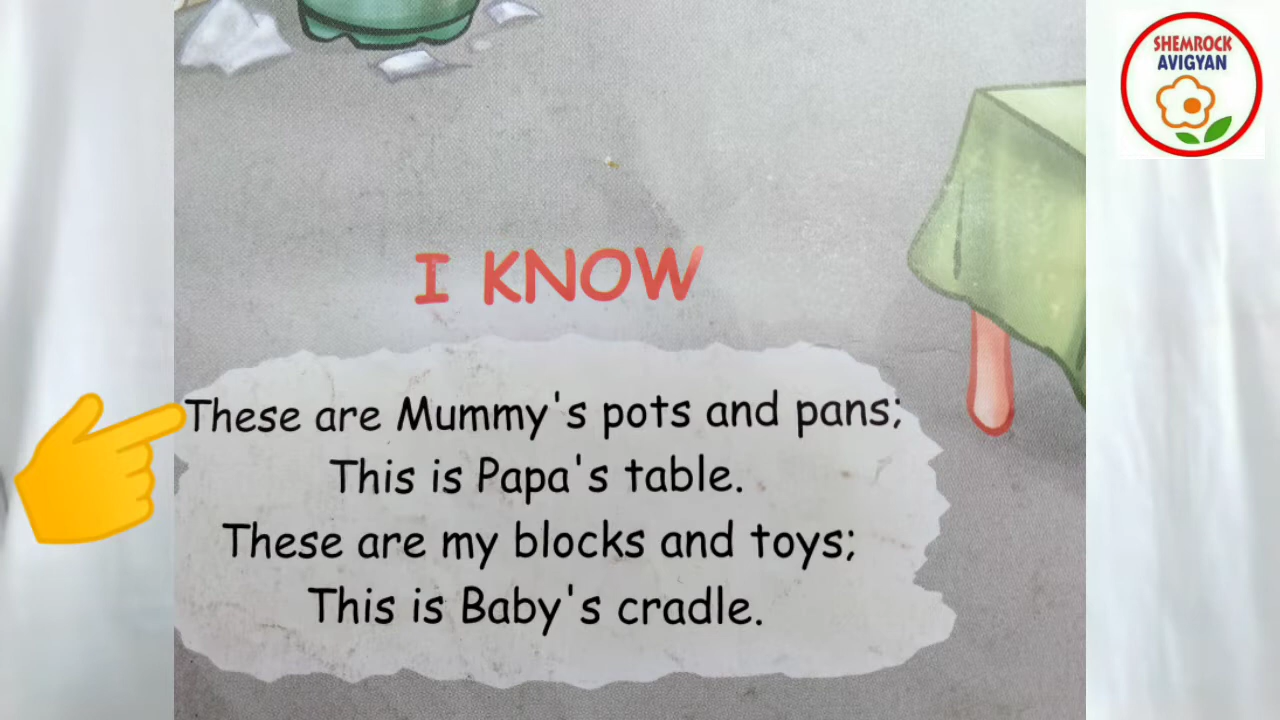 SHEMROCK
AVIGYAN
I KNOW
These are Mummy's pots and pans;
This is Papa's table.
These are my blocks and toys;
This is Baby's cradle.